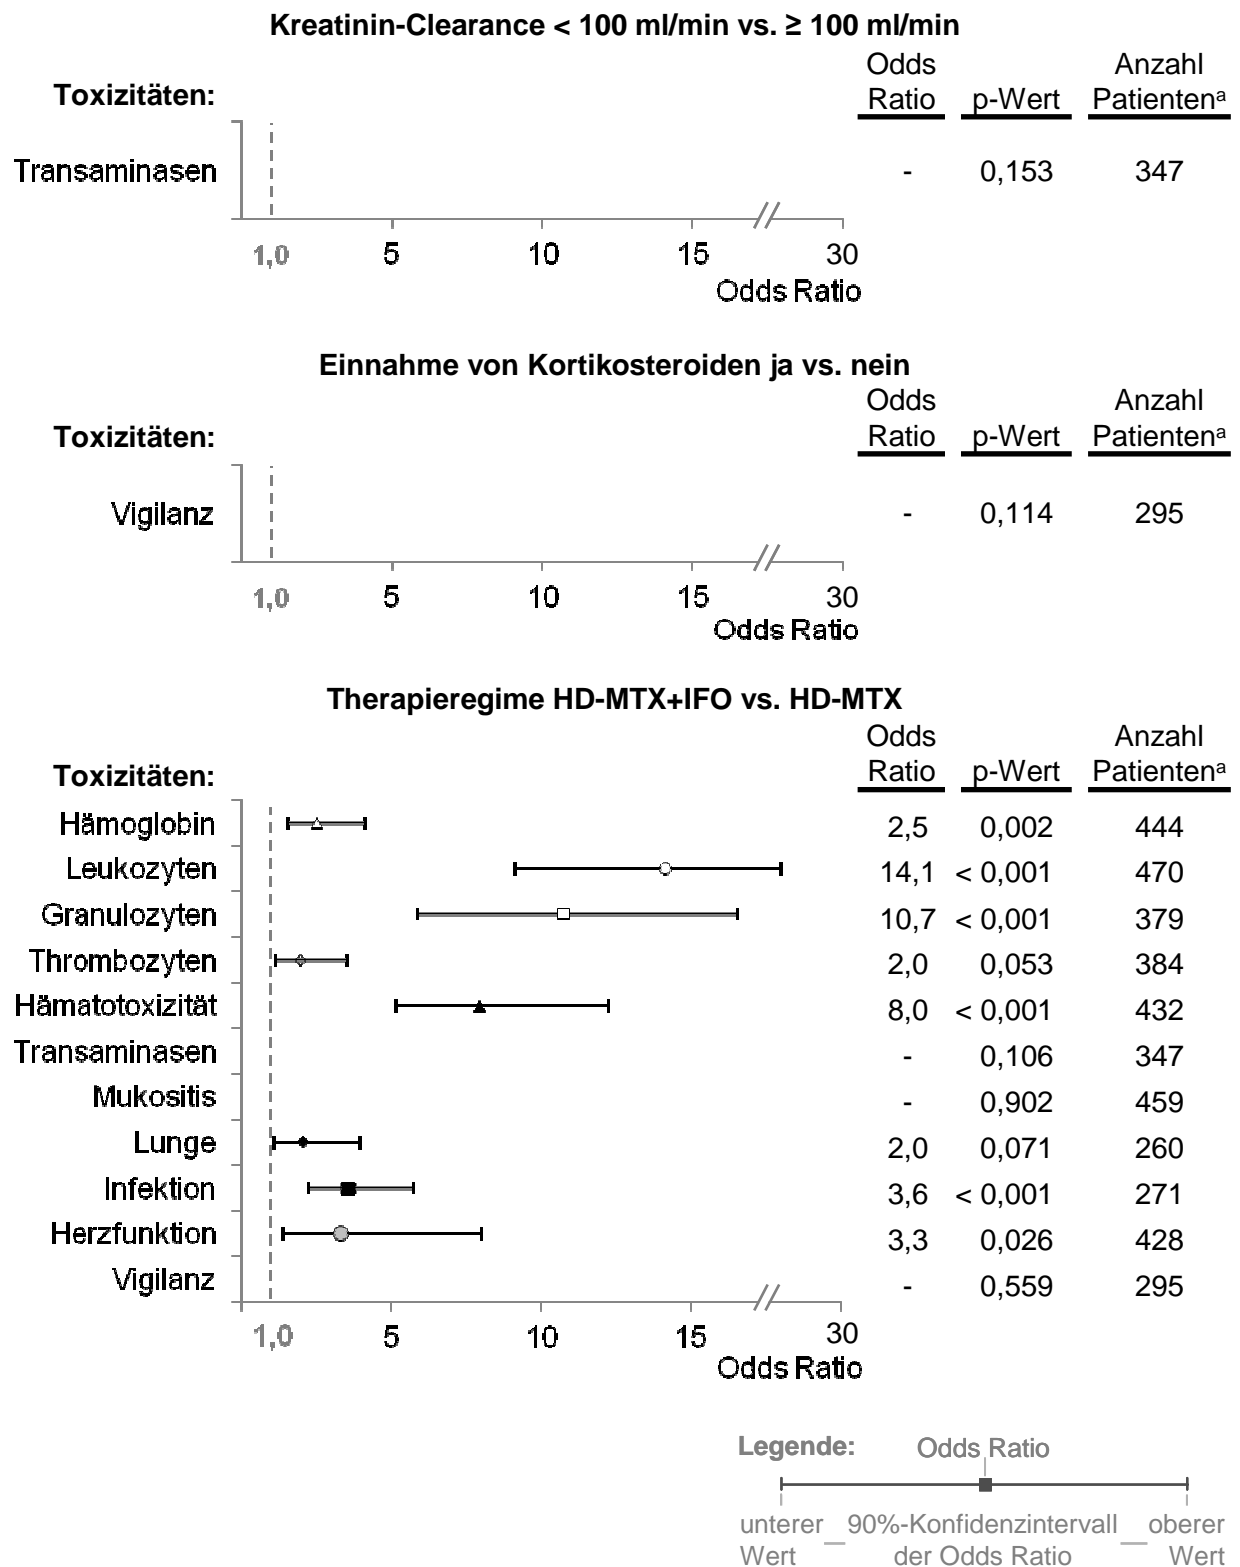 Kreatinin-Clearance < 100 ml/min vs. ≥ 100 ml/min
Odds Anzahl
Toxizitäten: Ratio p-Wert Patientenᵃ
Transaminasen - 0,153 347
1,0 5 10 15 30
Odds Ratio
Einnahme von Kortikosteroiden ja vs. nein
Odds Anzahl
Toxizitäten: Ratio p-Wert Patientenᵃ
Vigilanz - 0,114 295
1,0 5 10 15 30
Odds Ratio
Therapieregime HD-MTX+IFO vs. HD-MTX
Odds Anzahl
Toxizitäten: Ratio p-Wert Patientenᵃ
Hämoglobin 2,5 0,002 444
Leukozyten 14,1 < 0,001 470
Granulozyten 10,7 < 0,001 379
Thrombozyten 2,0 0,053 384
Hämatotoxizität 8,0 < 0,001 432
Transaminasen - 0,106 347
Mukositis - 0,902 459
Lunge 2,0 0,071 260
Infektion 3,6 < 0,001 271
Herzfunktion 3,3 0,026 428
Vigilanz - 0,559 295
1,0 5 10 15 30
Odds Ratio
Legende: Odds Ratio
unterer 90%-Konfidenzintervall oberer
Wert der Odds Ratio Wert